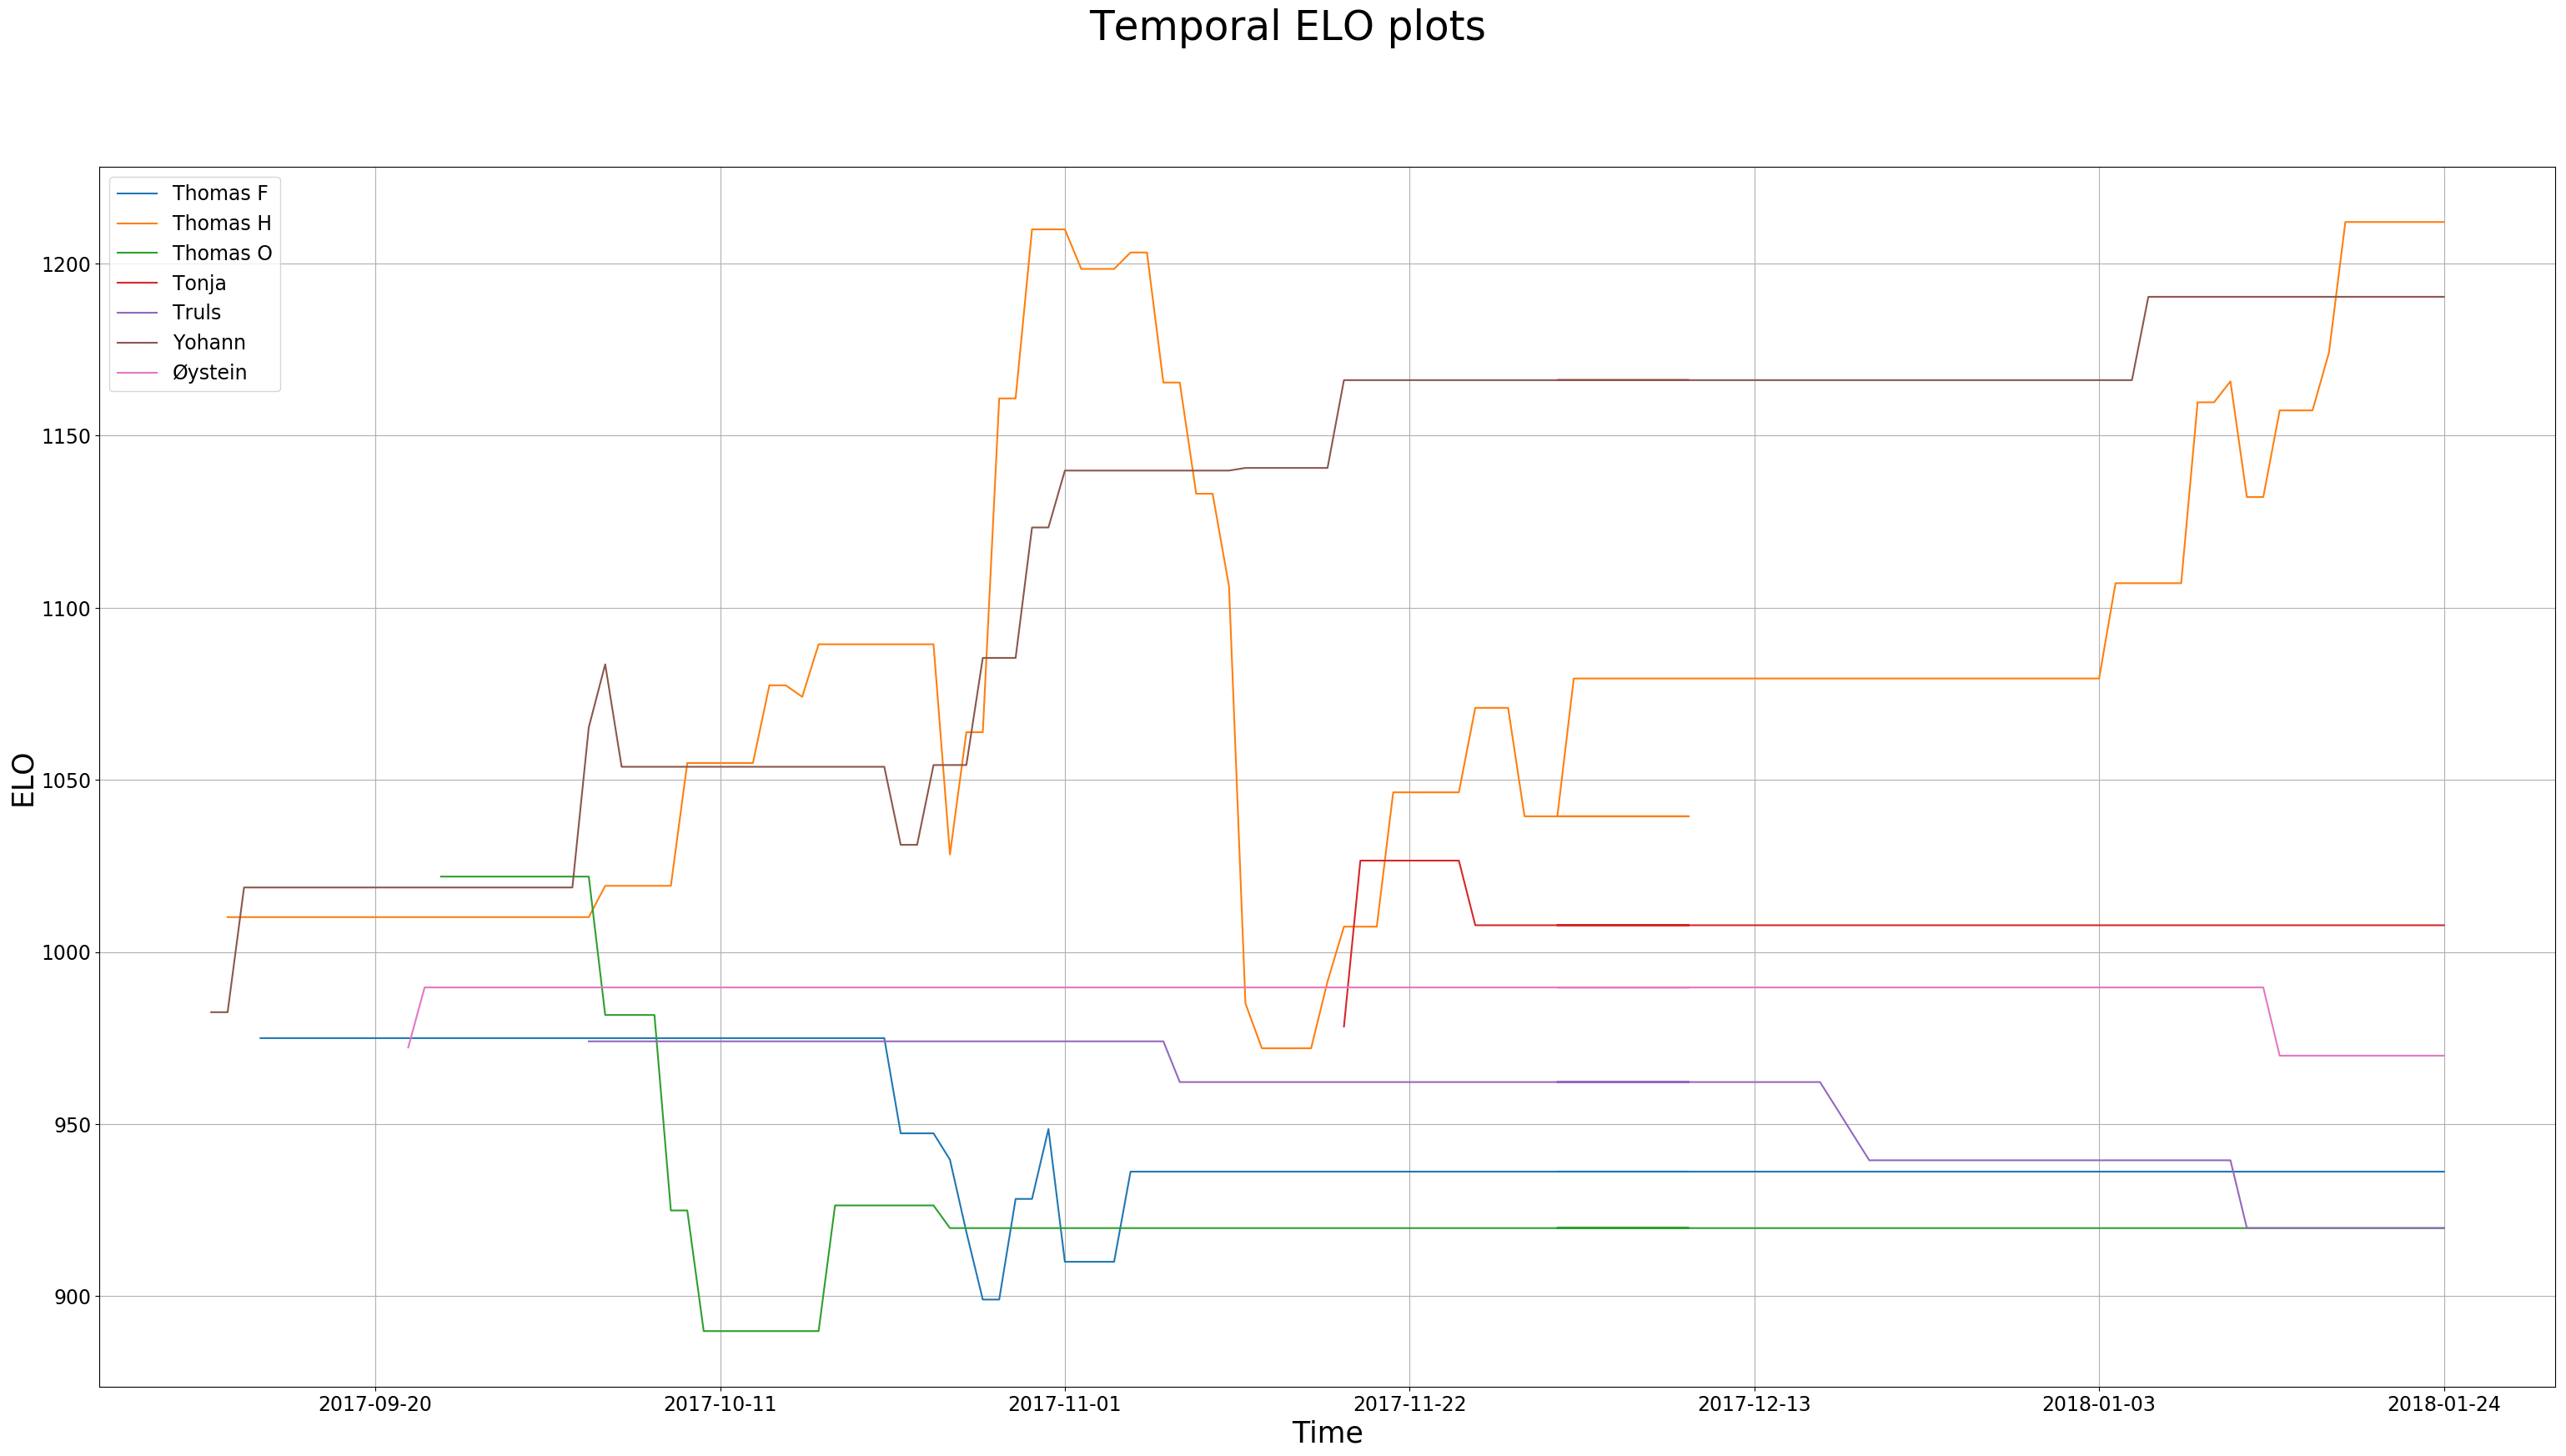 Temporal ELO plots
Thomas F
Thomas H
Thomas O
Tonja
Truls
Yohann
Øystein
1200
1150
1100
1050
1000
950
900
ELO
2017-09-20 2017-10-11 2017-11-01 2017-11-22 2017-12-13 2018-01-03 2018-01-24
Time